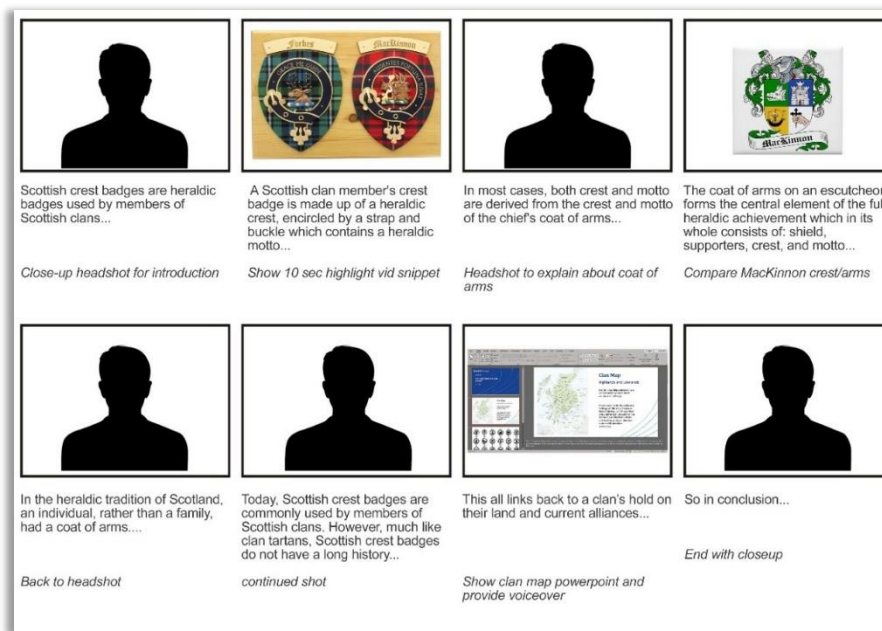 Forbes
MacKinnon
MacKinnon
Scottish crest badges are heraldic
badges used by members of
Scottish clans...
Close-up headshot for introduction
A Scottish clan member's crest
badge is made up of a heraldic
crest, encircled by a strap and
buckle which contains a heraldic
motto...
Show 10 sec highlight vid snippet
In most cases, both crest and motto
are derived from the crest and motto
of the chief's coat of arms...
Headshot to explain about coat of
arms
The coat of arms on an escutcheon
forms the central element of the full
heraldic achievement which in its
whole consists of: shield,
supporters, crest, and motto...
Compare MacKinnon crest/arms
Clan Map
In the heraldic tradition of Scotland,
an individual, rather than a family,
had a coat of arms....
Back to headshot
Today, Scottish crest badges are
commonly used by members of
Scottish clans. However, much like
clan tartans, Scottish crest badges
do not have a long history...
continued shot
This all links back to a clan's hold on
their land and current alliances...
Show clan map powerpoint and
provide voiceover
So in conclusion...
End with closeup